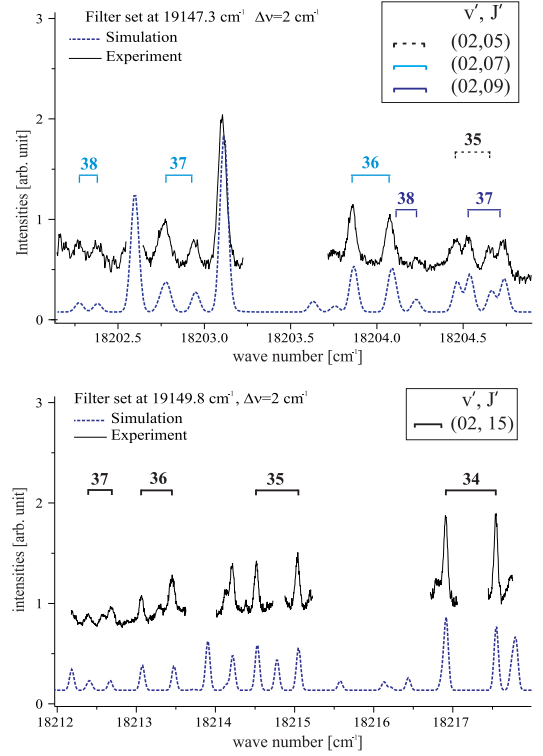 Filter set at 19147.3 cm⁻¹ Δν=2 cm⁻¹
Simulation
Experiment
v′, J′
(02,05)
(02,07)
(02,09)
38
37
36
35
38
37
3
2
1
0
Intensities [arb. unit]
18202.5
18203.0
18204.0
18204.5
wave number [cm⁻¹]
Filter set at 19149.8 cm⁻¹, Δν=2 cm⁻¹
Simulation
Experiment
v′, J′
(02, 15)
37
36
35
34
3
2
1
0
intensities [arb. unit]
18212
18213
18214
18215
18216
18217
wave number [cm⁻¹]